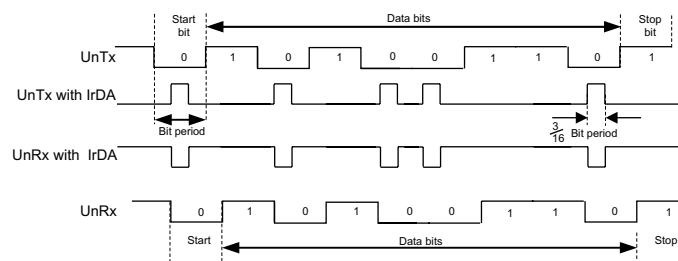 Start bit
Data bits
Stop bit
UnTx
0 1 0 1 0 0 1 1 0 1
UnTx with IrDA
Bit period
3/16 Bit period
UnRx with IrDA
UnRx
0 1 0 1 0 0 1 1 0 1
Start
Data bits
Stop